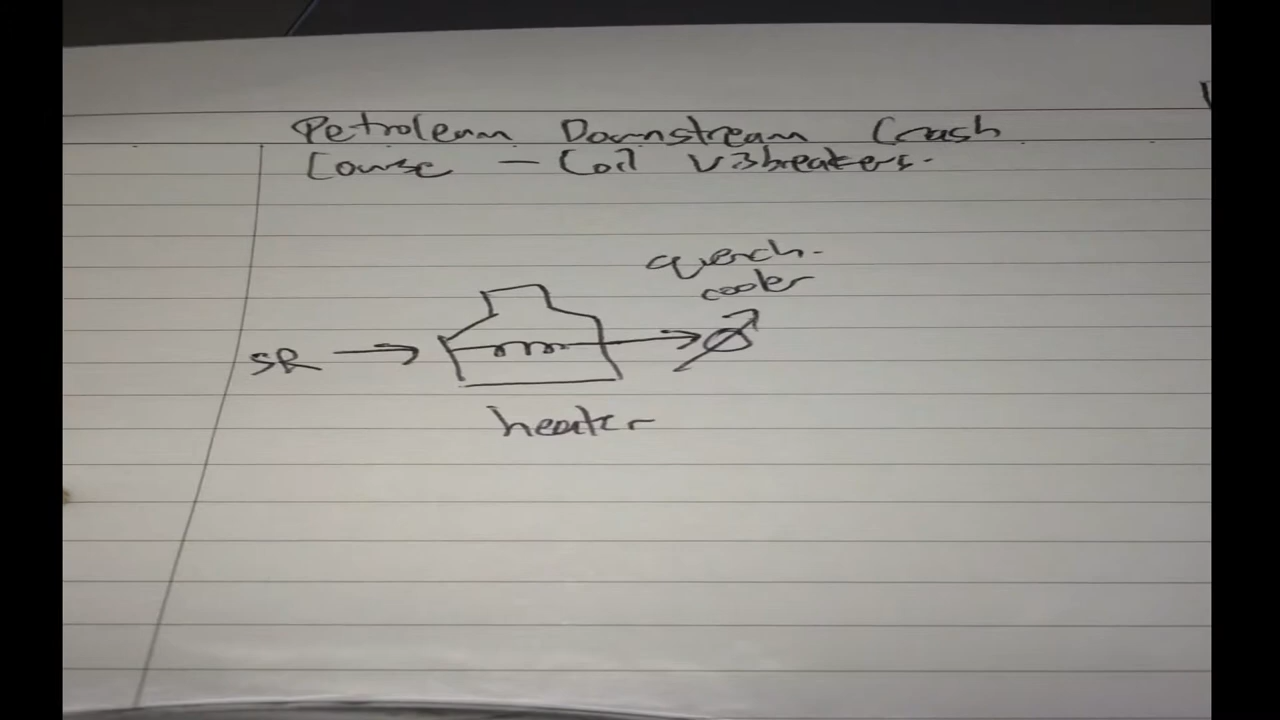 Petroleum Downstream Crash
Course - Coil Visbreakers.
quench
cooler
SR
heater